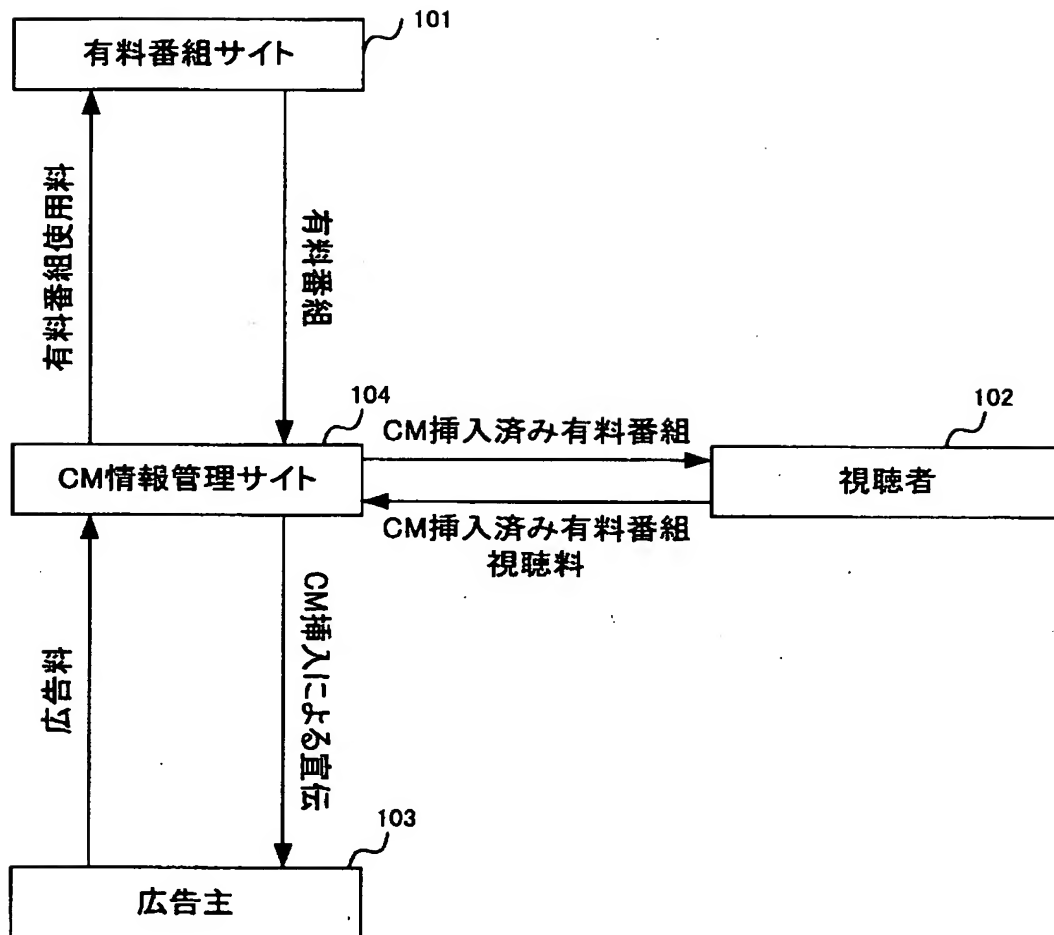 101
有料番組サイト
有料番組使用料
有料番組
104
102
CM挿入済み有料番組
CM情報管理サイト
視聴者
CM挿入済み有料番組
視聴料
広告料
CM挿入による宣伝
103
広告主